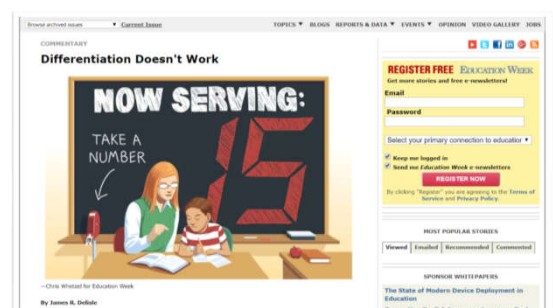 Browse archived issues
Current Issue
TOPICS ▼ BLOGS REPORTS & DATA ▼ EVENTS ▼ OPINION VIDEO GALLERY JOBS
COMMENTARY
Differentiation Doesn't Work
NOW SERVING:
15
TAKE A
NUMBER
—Chris Whetzel for Education Week
By James R. Delisle
REGISTER FREE EDUCATION WEEK
Get more stories and free e-newsletters!
Email
Password
Select your primary connection to educatior
Keep me logged in
Send me Education Week e-newsletters
REGISTER NOW
By clicking "Register" you are agreeing to the Terms of
Service and Privacy Policy.
MOST POPULAR STORIES
Viewed Emailed Recommended Commented
SPONSOR WHITEPAPERS
The State of Modern Device Deployment in
Education